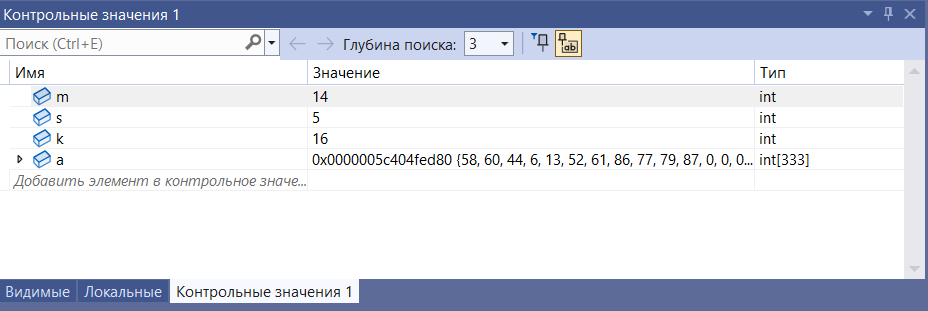 Контрольные значения 1
Поиск (Ctrl+E) Глубина поиска: 3 ab
Имя Значение Тип
m 14 int
s 5 int
k 16 int
a 0x0000005c404fed80 {58, 60, 44, 6, 13, 52, 61, 86, 77, 79, 87, 0, 0, 0... int[333]
Добавить элемент в контрольное значе...
Видимые Локальные Контрольные значения 1